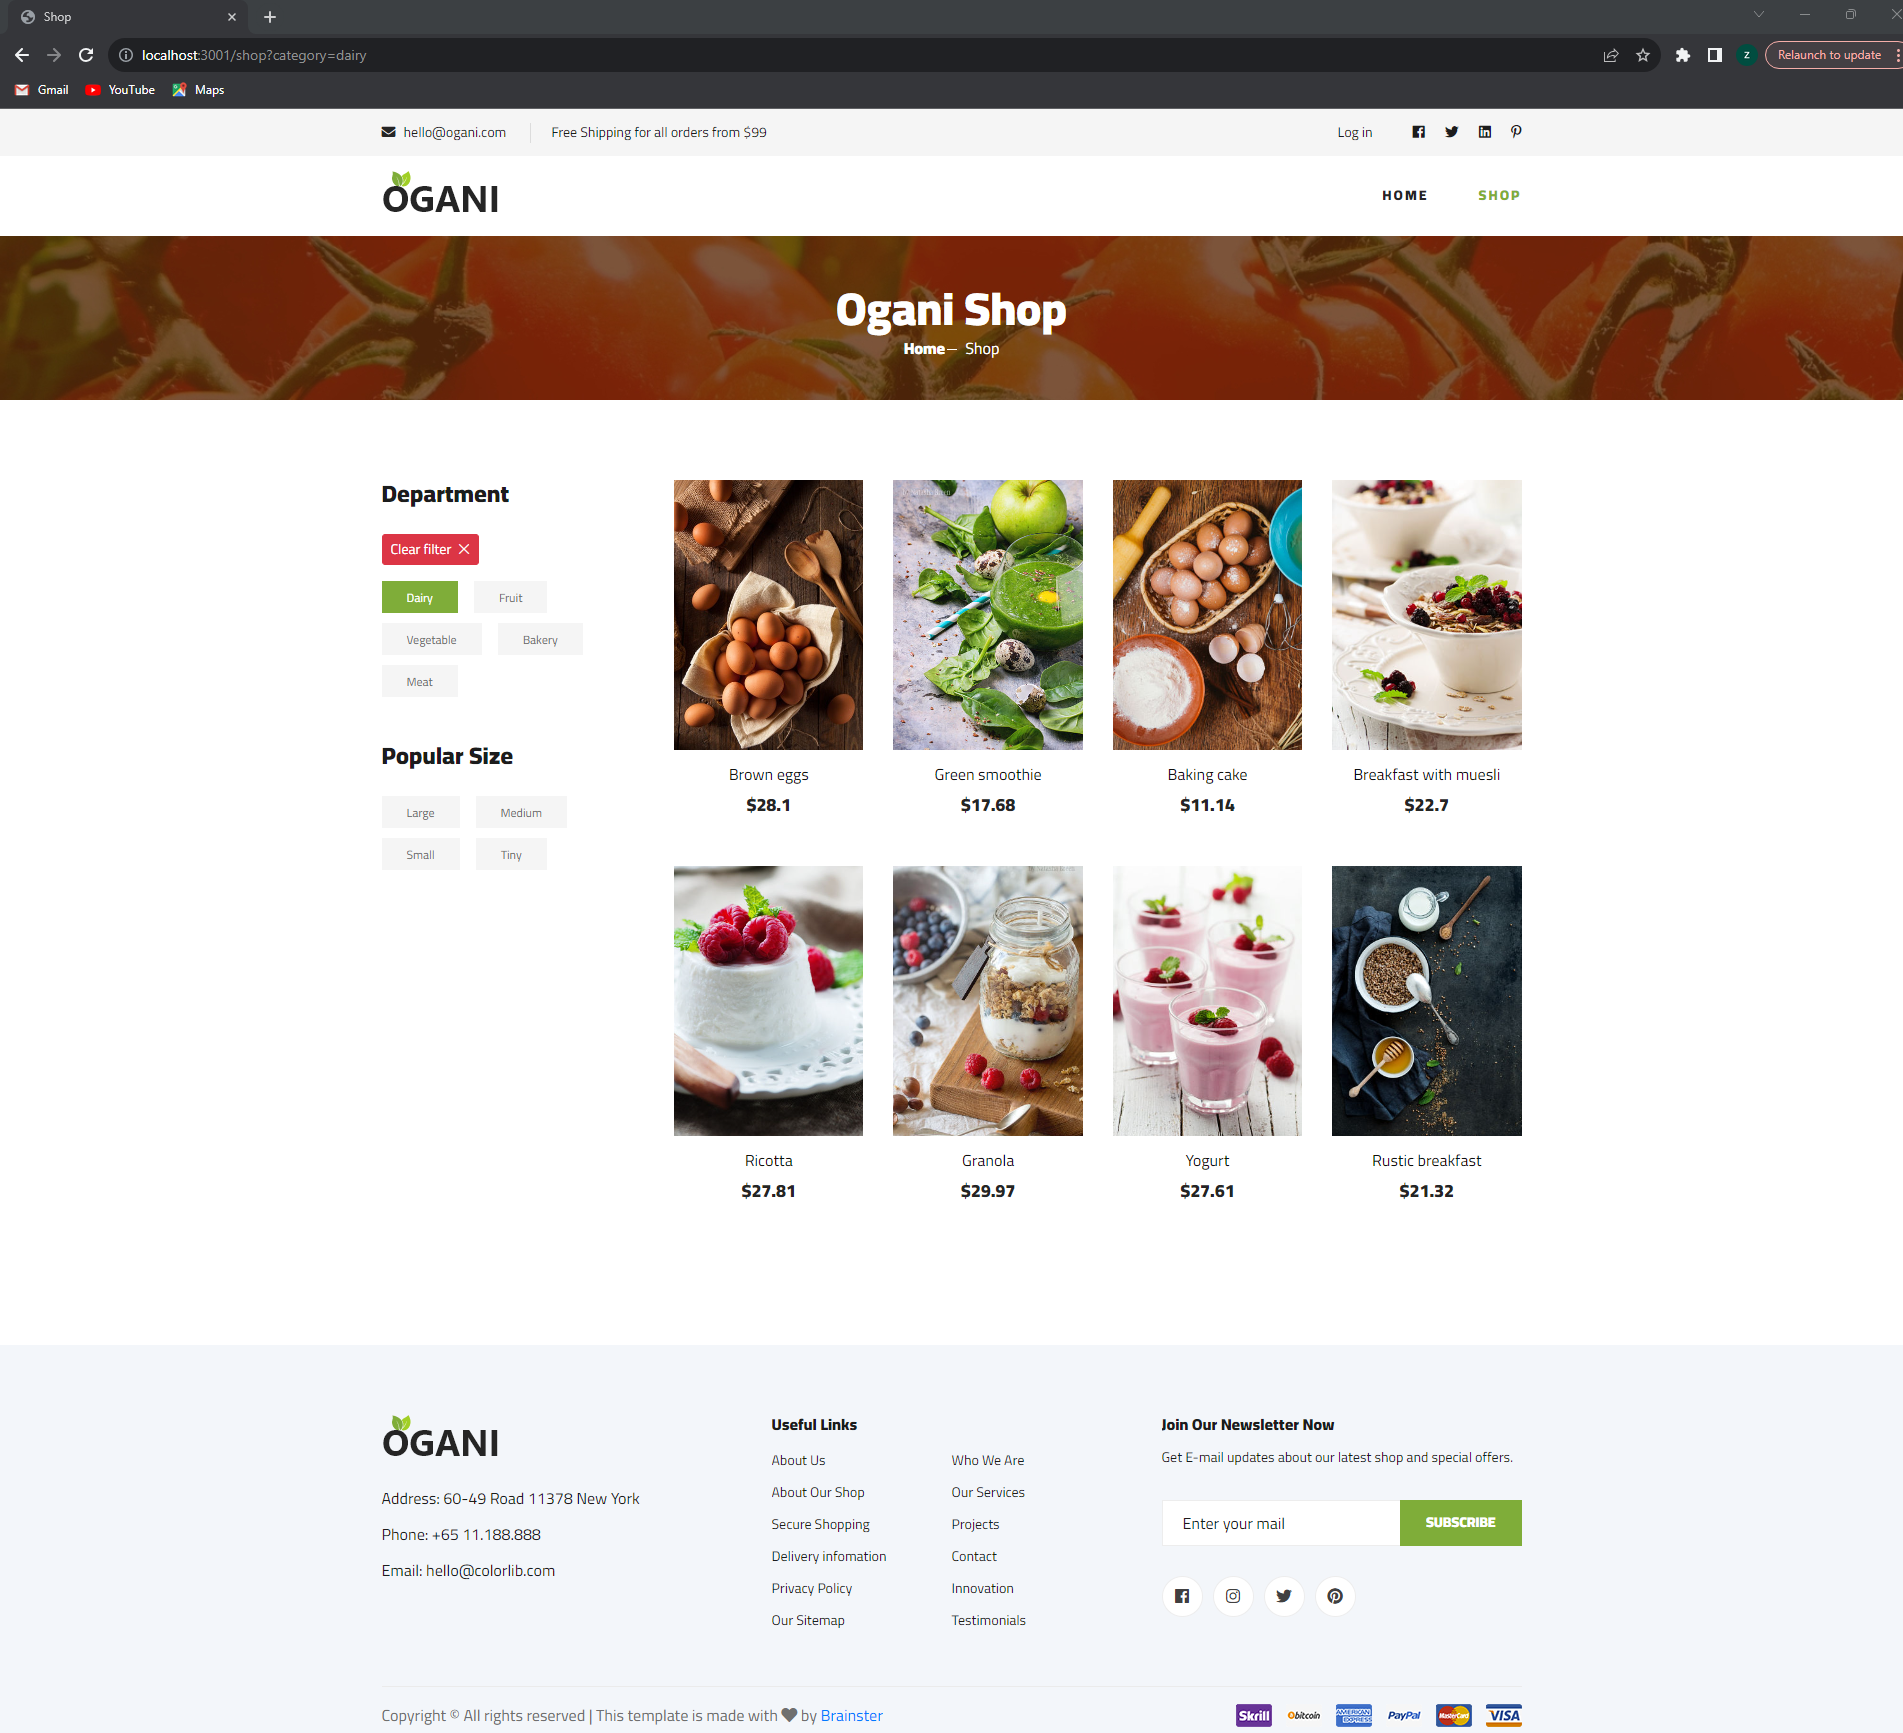 Shop
localhost:3001/shop?category=dairy
z
Relaunch to update
Gmail
YouTube
Maps
hello@ogani.com
Free Shipping for all orders from $99
Log in
OGANI
HOME
SHOP
Ogani Shop
Home – Shop
Department
Clear filter
Dairy
Fruit
Vegetable
Bakery
Meat
Popular Size
Large
Medium
Small
Tiny
Brown eggs
$28.1
Green smoothie
$17.68
Baking cake
$11.14
Breakfast with muesli
$22.7
Ricotta
$27.81
Granola
$29.97
Yogurt
$27.61
Rustic breakfast
$21.32
OGANI
Address: 60-49 Road 11378 New York
Phone: +65 11.188.888
Email: hello@colorlib.com
Useful Links
About Us
About Our Shop
Secure Shopping
Delivery infomation
Privacy Policy
Our Sitemap
Who We Are
Our Services
Projects
Contact
Innovation
Testimonials
Join Our Newsletter Now
Get E-mail updates about our latest shop and special offers.
Enter your mail
SUBSCRIBE
Copyright © All rights reserved | This template is made with by Brainster
Skrill
bitcoin
AMERICAN EXPRESS
PayPal
MasterCard
VISA